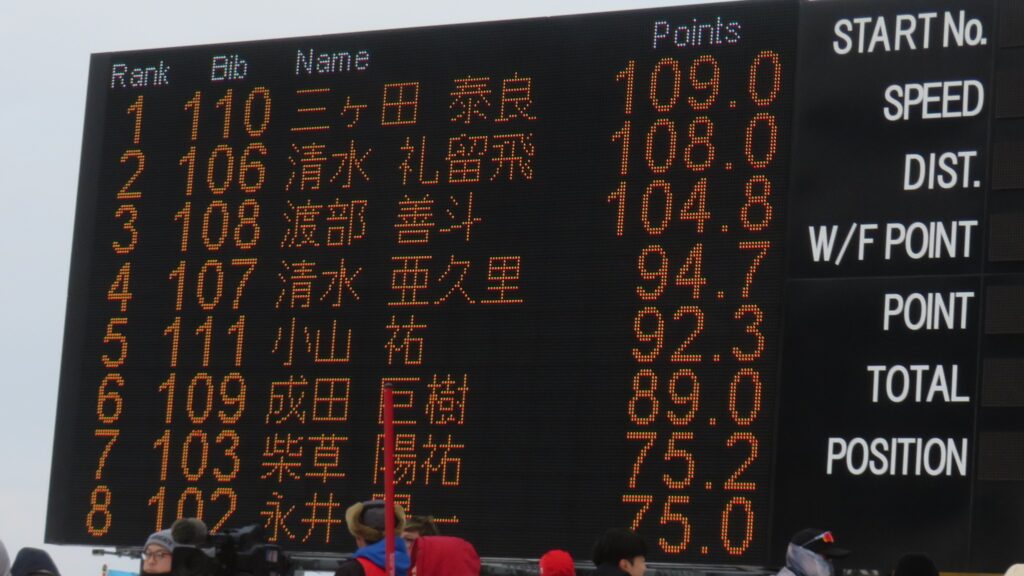 Rank Bib Name Points
1 110 三ヶ田 泰良 109.0
2 106 清水 礼留飛 108.0
3 108 渡部 善斗 104.8
4 107 清水 亜久里 94.7
5 111 小山 祐 92.3
6 109 成田 巨樹 89.0
7 103 柴草 陽祐 75.2
8 102 永井 一 75.0
START No.
SPEED
DIST.
W/F POINT
POINT
TOTAL
POSITION